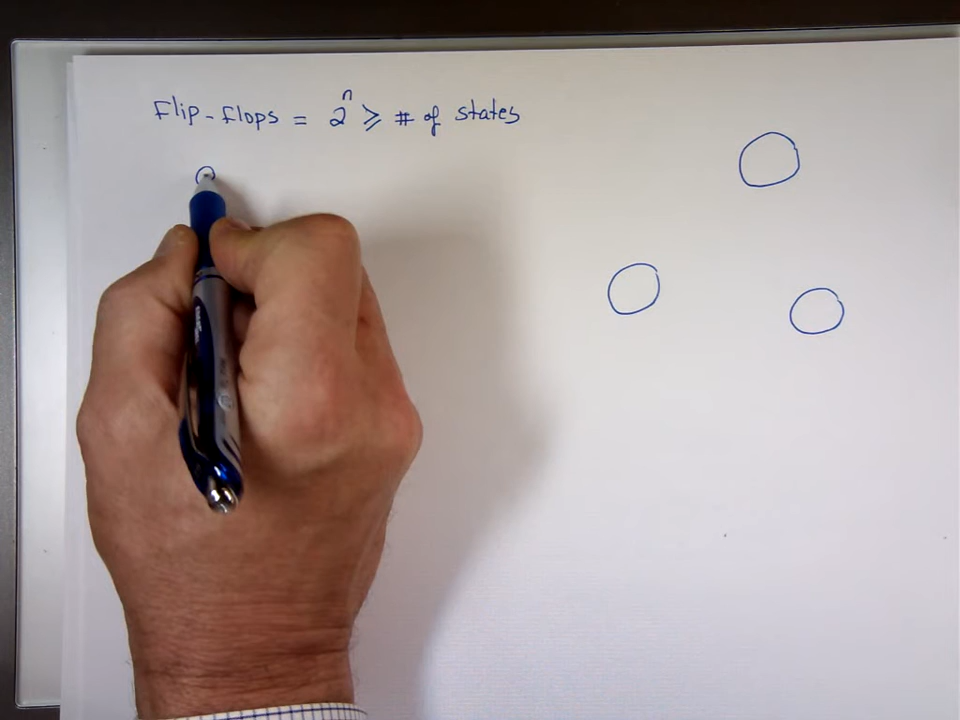 Flip-Flops = 2ⁿ ≥ # of states